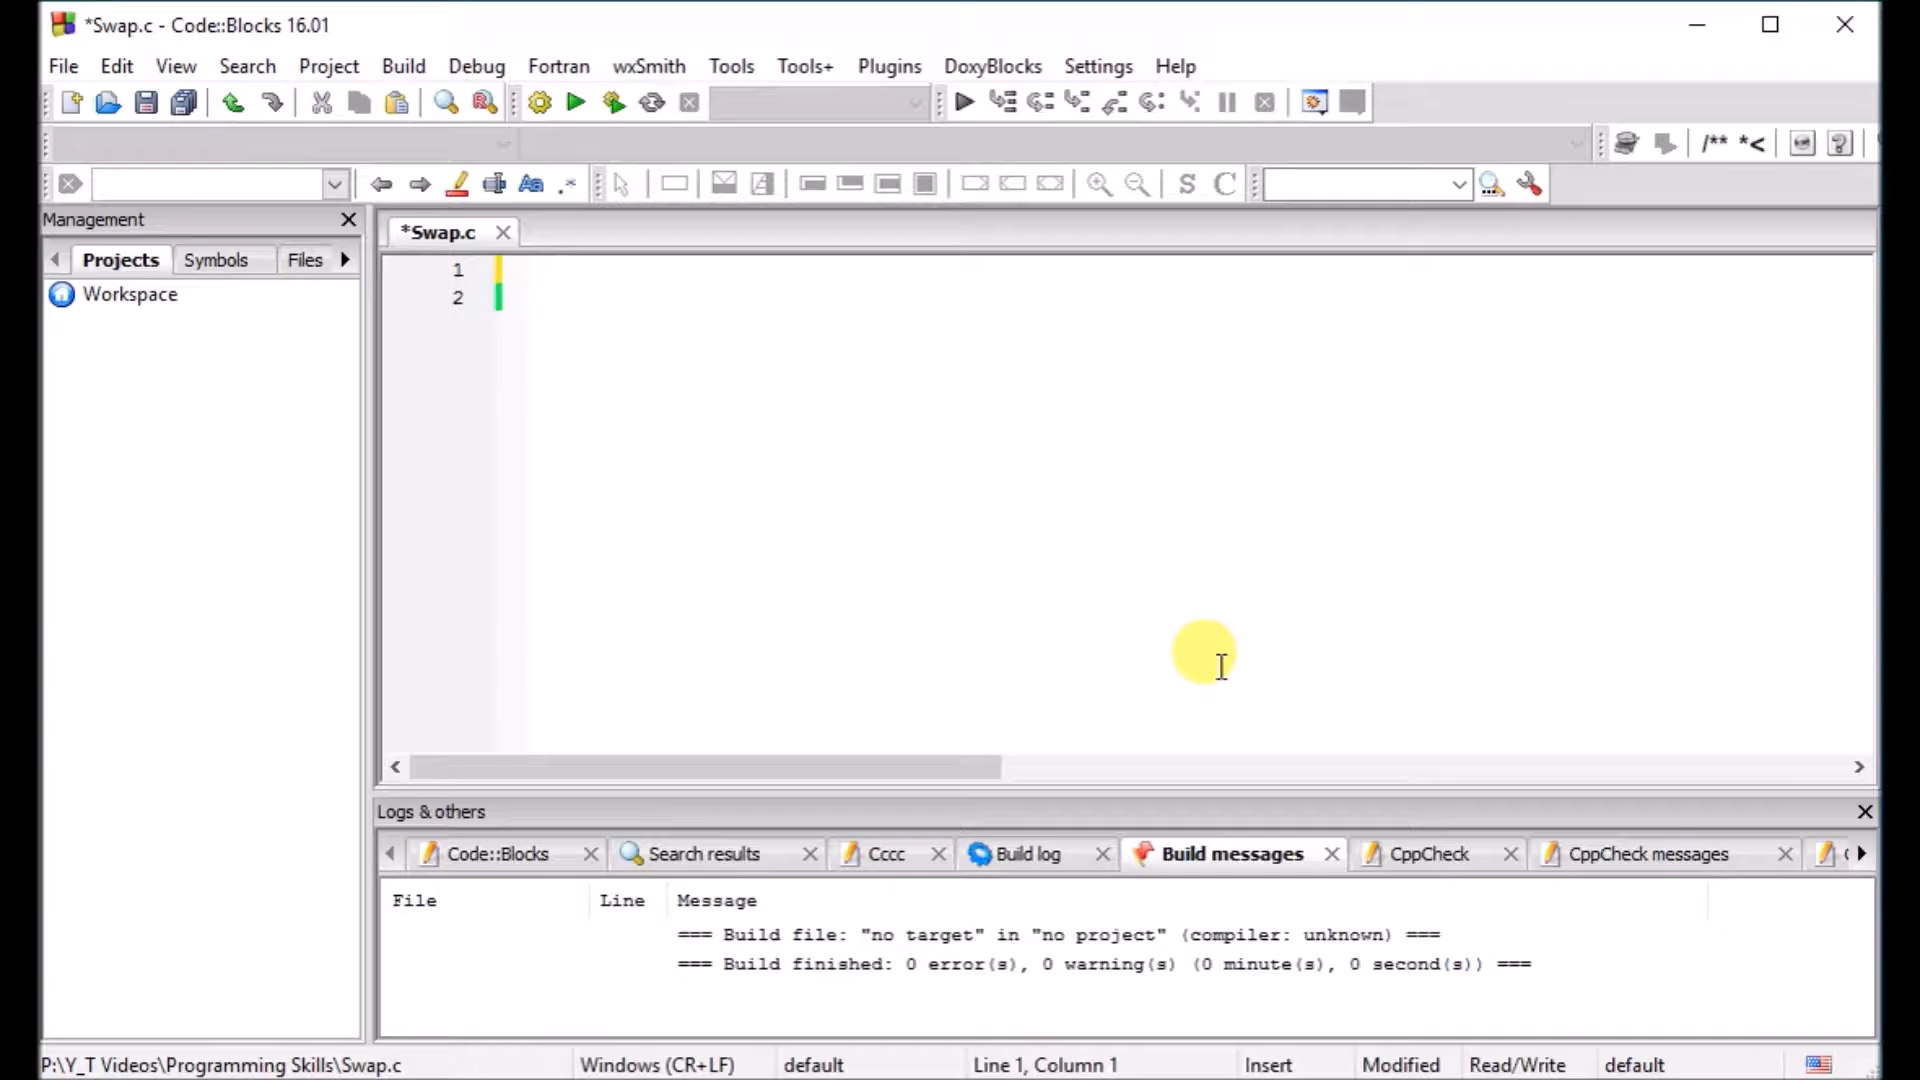 *Swap.c - Code::Blocks 16.01
File Edit View Search Project Build Debug Fortran wxSmith Tools Tools+ Plugins DoxyBlocks Settings Help
/** *<
Aa .* S C
Management
*Swap.c
Projects Symbols Files
1
Workspace
2
Logs & others
Code::Blocks Search results Cccc Build log Build messages CppCheck CppCheck messages
File Line Message
=== Build file: "no target" in "no project" (compiler: unknown) ===
=== Build finished: 0 error(s), 0 warning(s) (0 minute(s), 0 second(s)) ===
P:\Y_T Videos\Programming Skills\Swap.c Windows (CR+LF) default Line 1, Column 1 Insert Modified Read/Write default